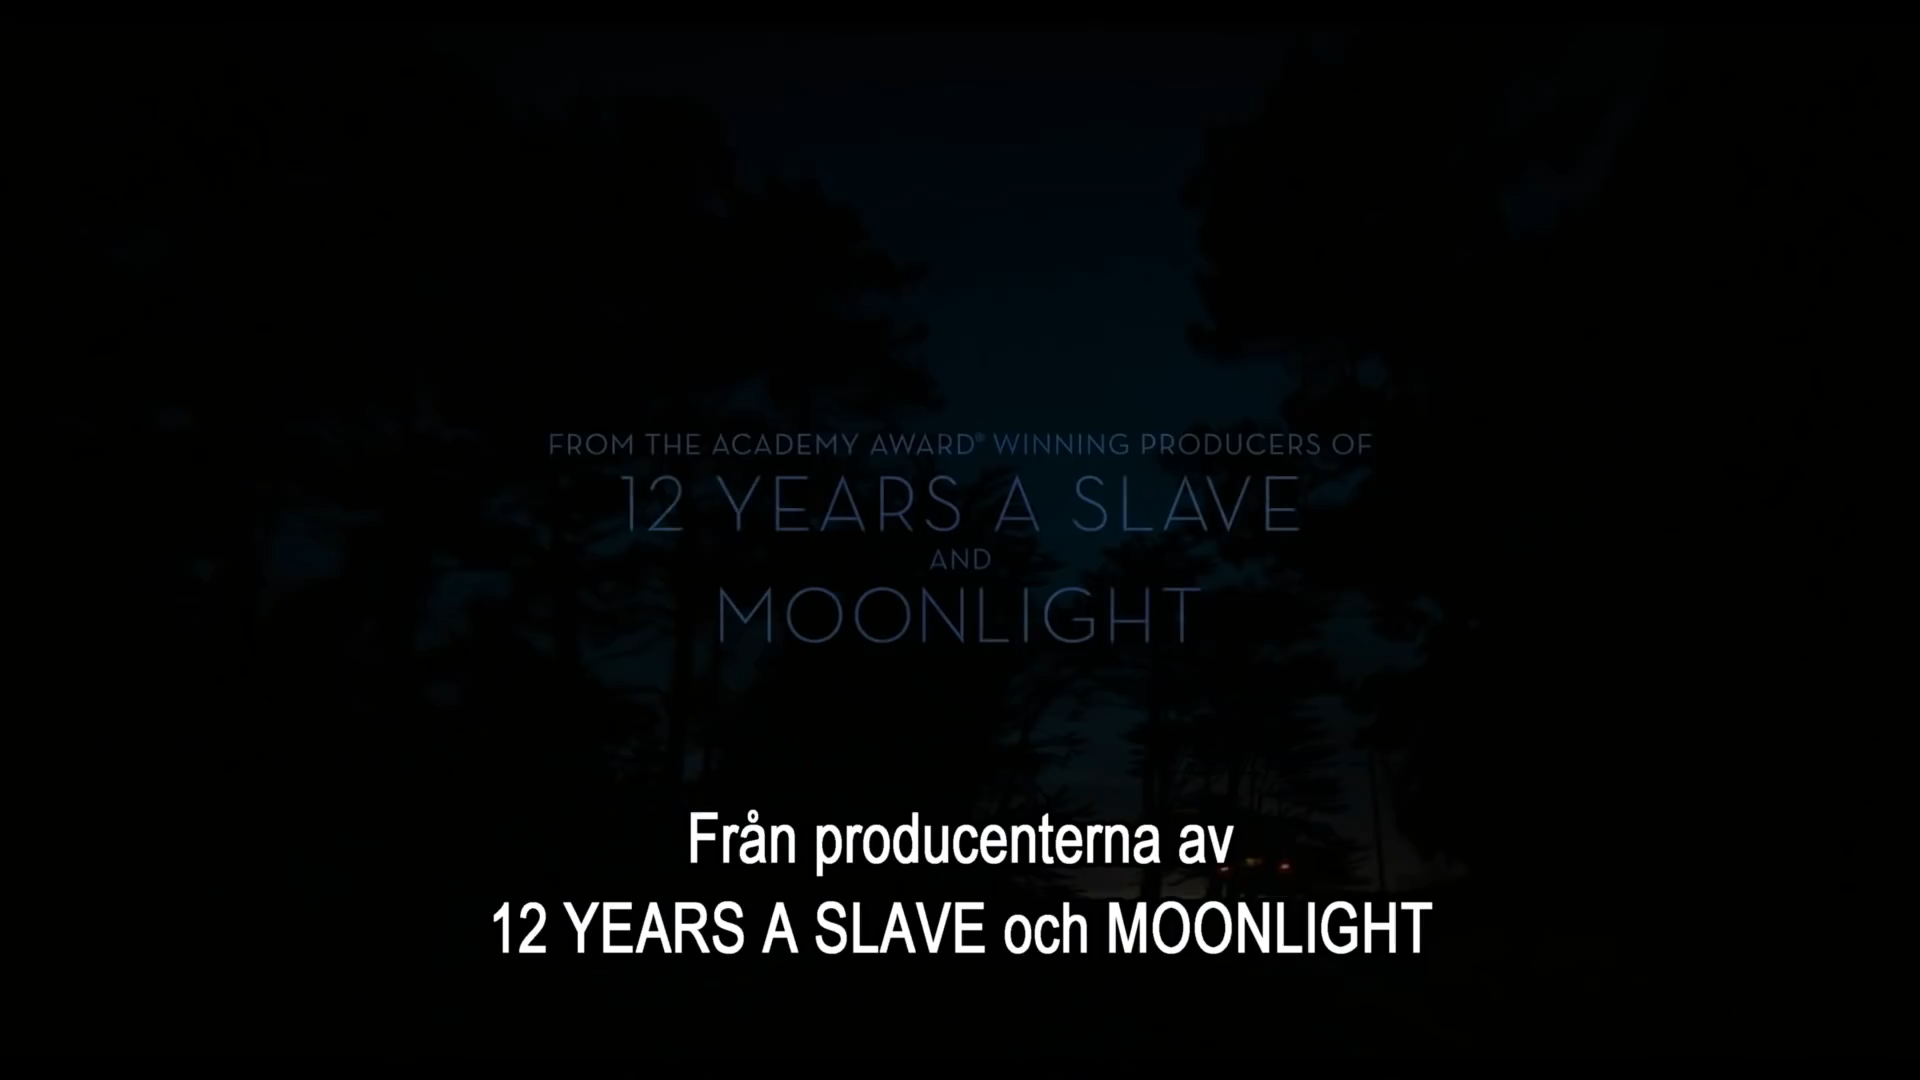 FROM THE ACADEMY AWARD® WINNING PRODUCERS OF
12 YEARS A SLAVE
AND
MOONLIGHT
Från producenterna av
12 YEARS A SLAVE och MOONLIGHT